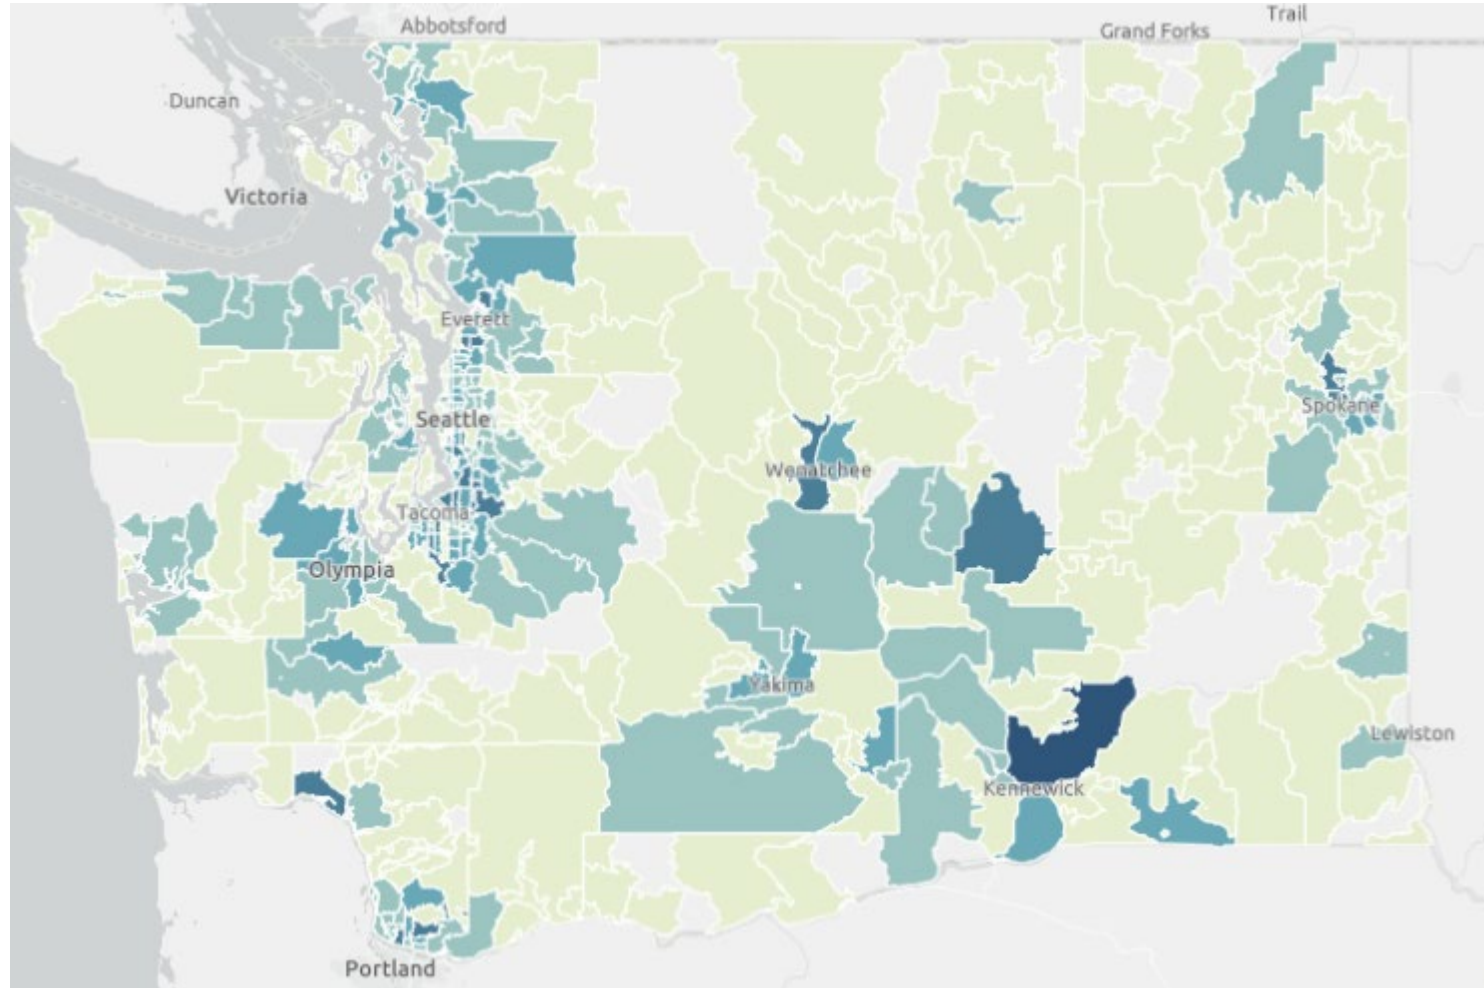 Trail
Abbotsford
Grand Forks
Duncan
Victoria
Everett
Spokane
Seattle
Wenatchee
Tacoma
Olympia
Yakima
Lewiston
Kennewick
Portland